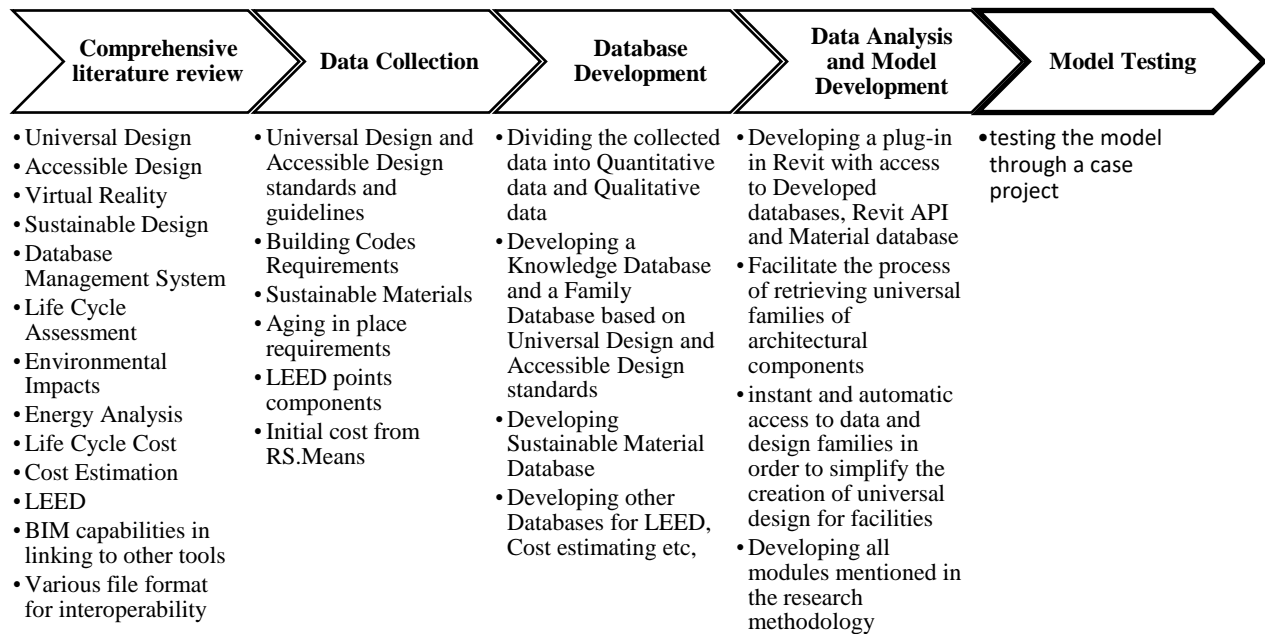 Comprehensive
literature review
Data Collection
Database
Development
Data Analysis
and Model
Development
Model Testing
• Universal Design
• Accessible Design
• Virtual Reality
• Sustainable Design
• Database
Management System
• Life Cycle
Assessment
• Environmental
Impacts
• Energy Analysis
• Life Cycle Cost
• Cost Estimation
• LEED
• BIM capabilities in
linking to other tools
• Various file format
for interoperability
• Universal Design and
Accessible Design
standards and
guidelines
• Building Codes
Requirements
• Sustainable Materials
• Aging in place
requirements
• LEED points
components
• Initial cost from
RS.Means
• Dividing the collected
data into Quantitative
data and Qualitative
data
• Developing a
Knowledge Database
and a Family
Database based on
Universal Design and
Accessible Design
standards
• Developing
Sustainable Material
Database
• Developing other
Databases for LEED,
Cost estimating etc,
• Developing a plug-in
in Revit with access
to Developed
databases, Revit API
and Material database
• Facilitate the process
of retrieving universal
families of
architectural
components
• instant and automatic
access to data and
design families in
order to simplify the
creation of universal
design for facilities
• Developing all
modules mentioned in
the research
methodology
• testing the model
through a case
project